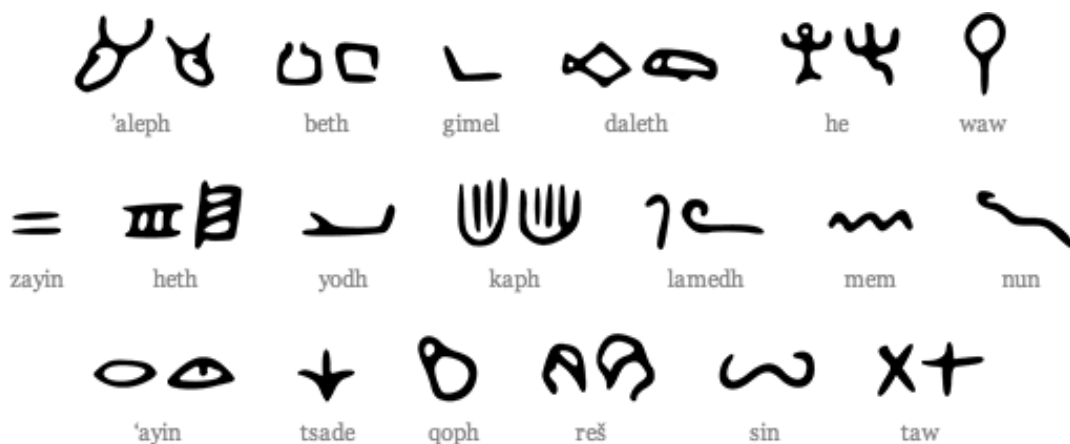 'aleph beth gimel daleth he waw
zayin heth yodh kaph lamedh mem nun
‘ayin tsade qoph reš sin taw